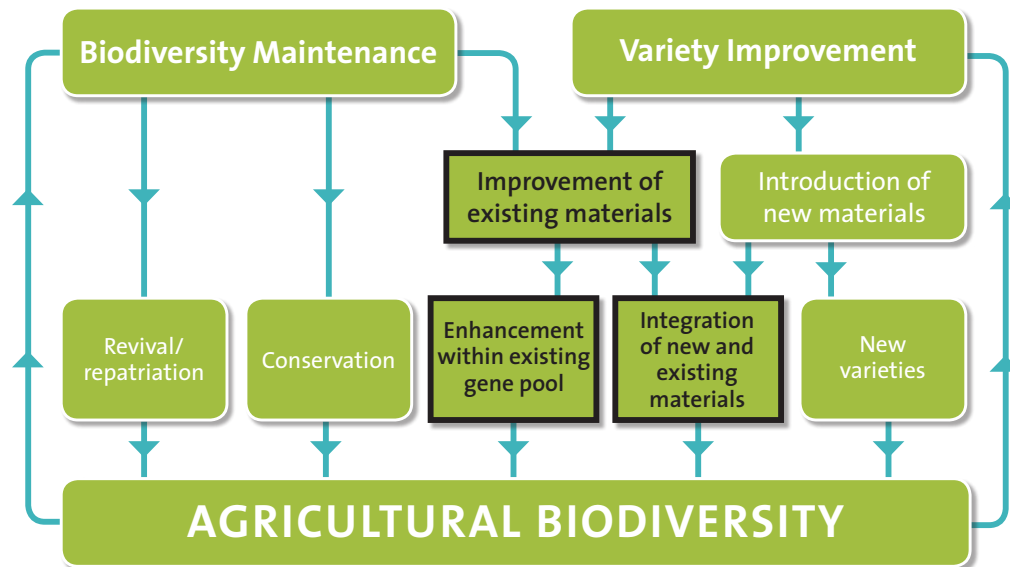 Biodiversity Maintenance
Variety Improvement
Improvement of
existing materials
Introduction of
new materials
Revival/
repatriation
Conservation
Enhancement
within existing
gene pool
Integration
of new and
existing
materials
New
varieties
AGRICULTURAL BIODIVERSITY